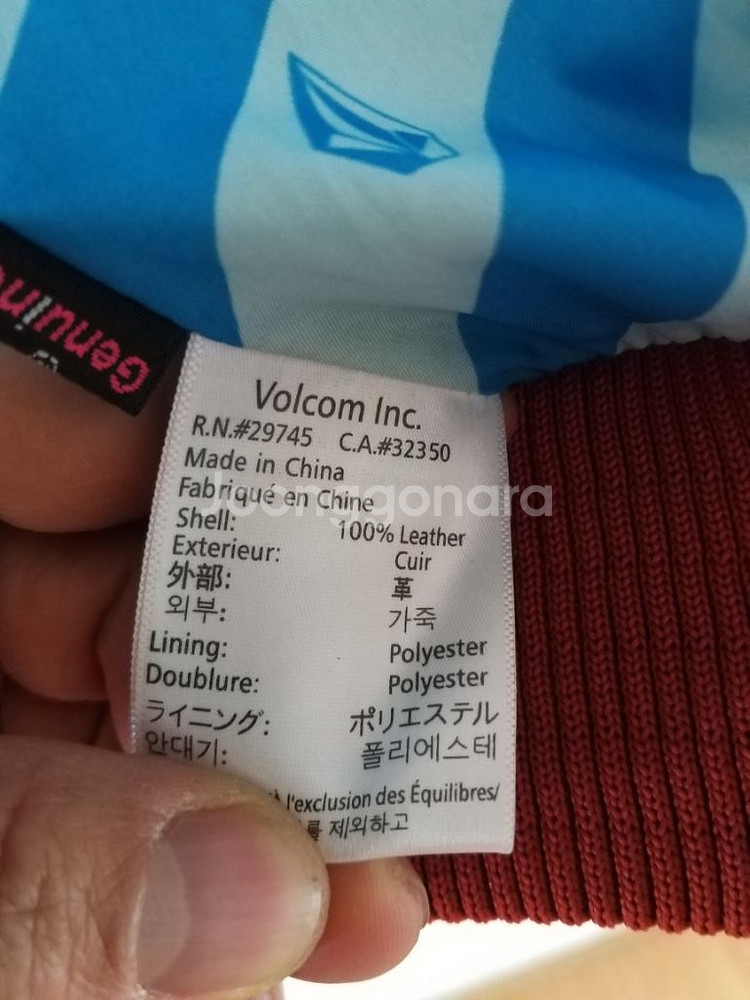 Genuine
Volcom Inc.
R.N.#29745 C.A.#32350
Made in China
Fabriqué en Chine
Shell: 100% Leather
Exterieur: Cuir
外部: 革
외부: 가죽
Lining: Polyester
Doublure: Polyester
ライニング: ポリエステル
안대기: 폴리에스테
À l'exclusion des Équilibres/
를 제외하고
Joonggonara